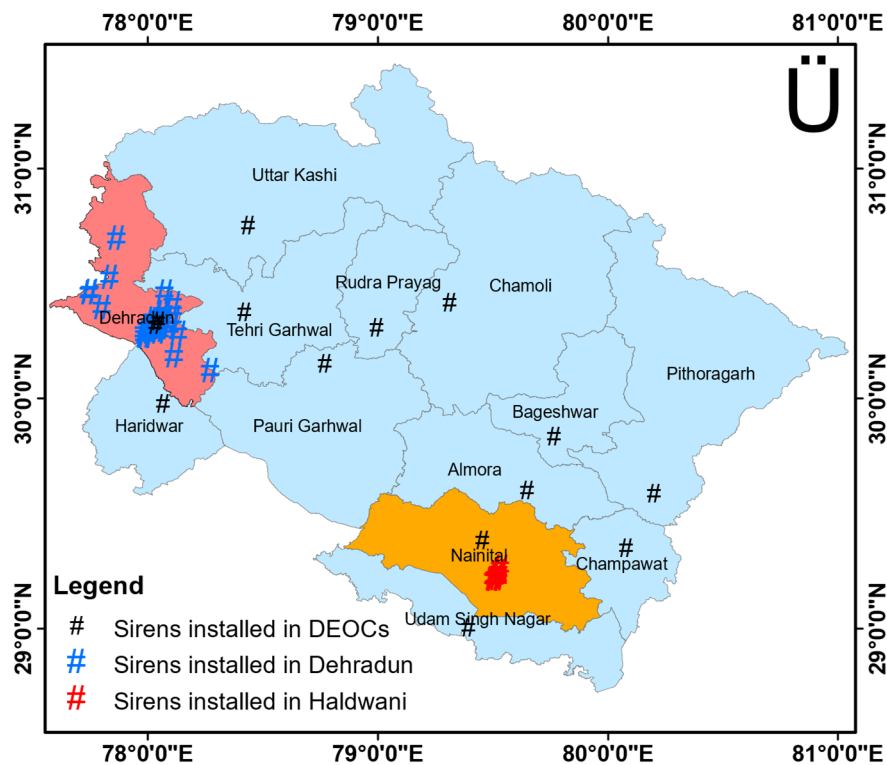 78°0'0"E 79°0'0"E 80°0'0"E 81°0'0"E
Ü
31°0'0"N 31°0'0"N
Uttar Kashi
#
#
#
Rudra Prayag
Chamoli
#
#
Dehradun
Tehri Garhwal
#
#
30°0'0"N 30°0'0"N
Pithoragarh
#
Haridwar
Pauri Garhwal
Bageshwar
#
Almora
#
#
#
Nainital
#
Champawat
#
Udam Singh Nagar
#
29°0'0"N 29°0'0"N
Legend
# Sirens installed in DEOCs
# Sirens installed in Dehradun
# Sirens installed in Haldwani
78°0'0"E 79°0'0"E 80°0'0"E 81°0'0"E